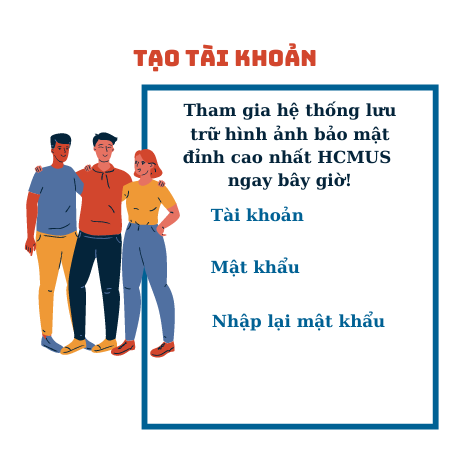 TẠO TÀI KHOẢN
Tham gia hệ thống lưu
trữ hình ảnh bảo mật
đỉnh cao nhất HCMUS
ngay bây giờ!
Tài khoản
Mật khẩu
Nhập lại mật khẩu